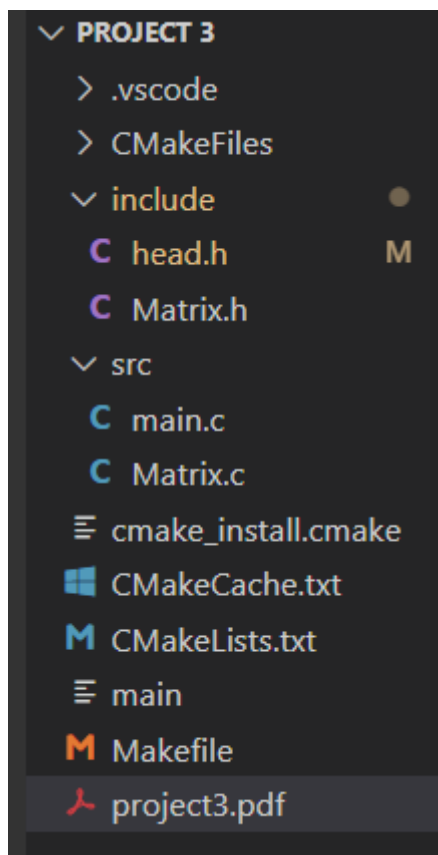 PROJECT 3
.vscode
CMakeFiles
include
C head.h M
C Matrix.h
src
C main.c
C Matrix.c
cmake_install.cmake
CMakeCache.txt
M CMakeLists.txt
main
M Makefile
project3.pdf